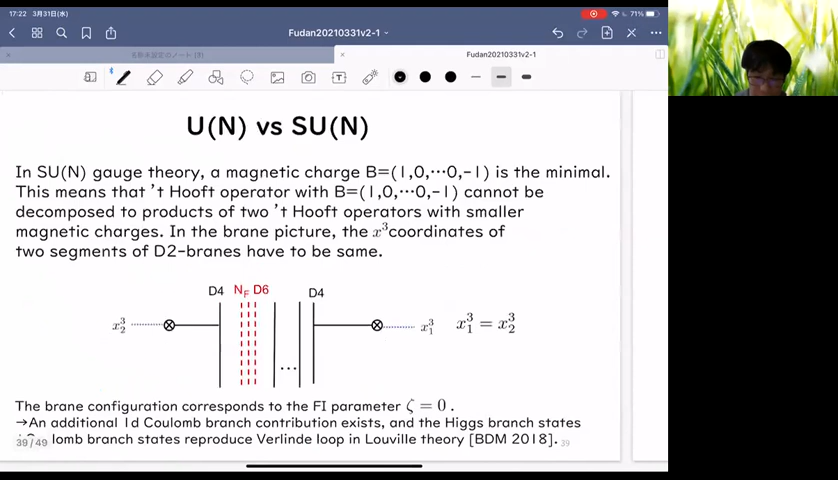 17:22 3月31日(水)
71%
Fudan20210331v2-1
Fudan20210331v2-1
U(N) vs SU(N)
In SU(N) gauge theory, a magnetic charge B=(1,0,⋯0,-1) is the minimal.
This means that 't Hooft operator with B=(1,0,⋯0,-1) cannot be
decomposed to products of two 't Hooft operators with smaller
magnetic charges. In the brane picture, the x³coordinates of
two segments of D2-branes have to be same.
D4 N_F D6 D4
x³₂ x³₁ x³₁ = x³₂
⋯
The brane configuration corresponds to the FI parameter ζ = 0 .
→An additional 1d Coulomb branch contribution exists, and the Higgs branch states
lomb branch states reproduce Verlinde loop in Louville theory [BDM 2018].
39/49
39